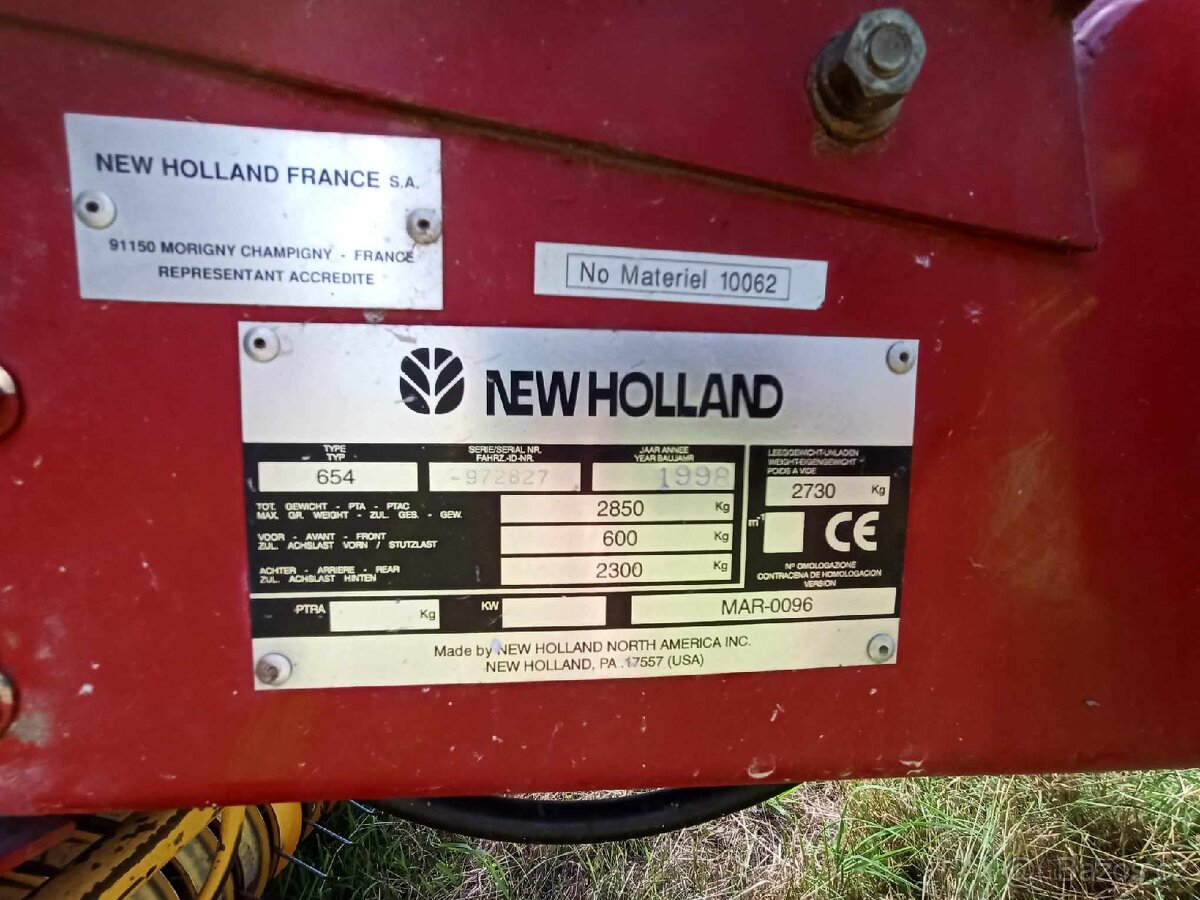 NEW HOLLAND FRANCE S.A.
91150 MORIGNY CHAMPIGNY - FRANCE
REPRESENTANT ACCREDITE
No Materiel 10062
NEW HOLLAND
TYPE
TYP
654
SERIE/SERIAL NR.
FAHRZ.-ID-NR.
-972827
JAAR ANNEE
YEAR BAUJAHR
1998
LEEGGEWICHT-UNLADEN
WEIGHT-EIGENGEWICHT
POIDS A VIDE
2730 Kg
TOT. GEWICHT - PTA - PTAC
MAX. GR. WEIGHT - ZUL. GES. - GEW.
2850 Kg
VOOR - AVANT - FRONT
ZUL. ACHSLAST VORN / STUTZLAST
600 Kg
ACHTER - ARRIERE - REAR
ZUL. ACHSLAST HINTEN
2300 Kg
m-1
CE
Nº OMOLOGAZIONE
CONTRACENA DE HOMOLOGACION
VERSION
PTRA Kg
KW
MAR-0096
Made by NEW HOLLAND NORTH AMERICA INC.
NEW HOLLAND, PA .17557 (USA)